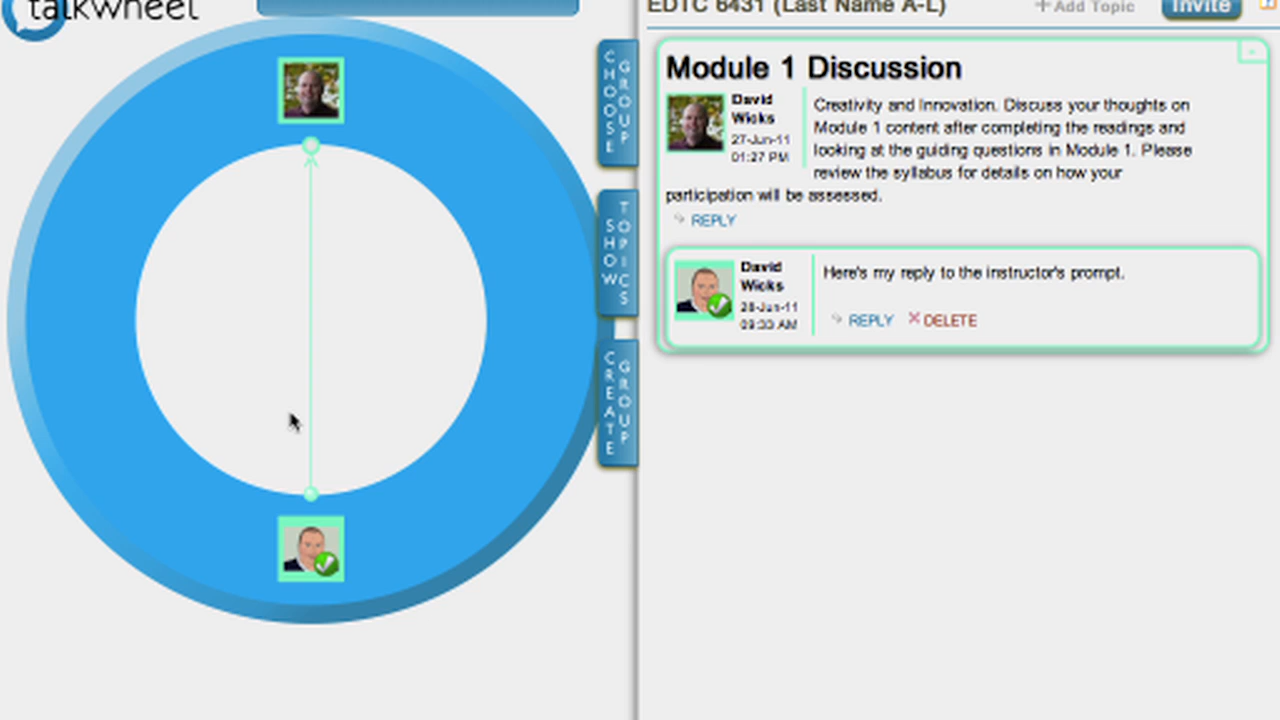 talkwheel
CHOOSE
GROUP
SHOW
TOPICS
CREATE
GROUP
EDTC 6431 (Last Name A-L)
+Add Topic
Invite
Module 1 Discussion
David
Wicks
27-Jun-11
01:27 PM
Creativity and Innovation. Discuss your thoughts on
Module 1 content after completing the readings and
looking at the guiding questions in Module 1. Please
review the syllabus for details on how your
participation will be assessed.
REPLY
David
Wicks
28-Jun-11
09:33 AM
Here's my reply to the instructor's prompt.
REPLY
DELETE